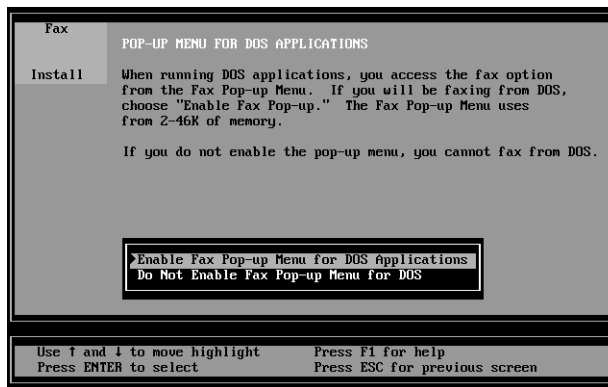 Fax
POP-UP MENU FOR DOS APPLICATIONS
Install
When running DOS applications, you access the fax option
from the Fax Pop-up Menu. If you will be faxing from DOS,
choose "Enable Fax Pop-up." The Fax Pop-up Menu uses
from 2-46K of memory.
If you do not enable the pop-up menu, you cannot fax from DOS.
Enable Fax Pop-up Menu for DOS Applications
Do Not Enable Fax Pop-up Menu for DOS
Use ↑ and ↓ to move highlight Press F1 for help
Press ENTER to select Press ESC for previous screen